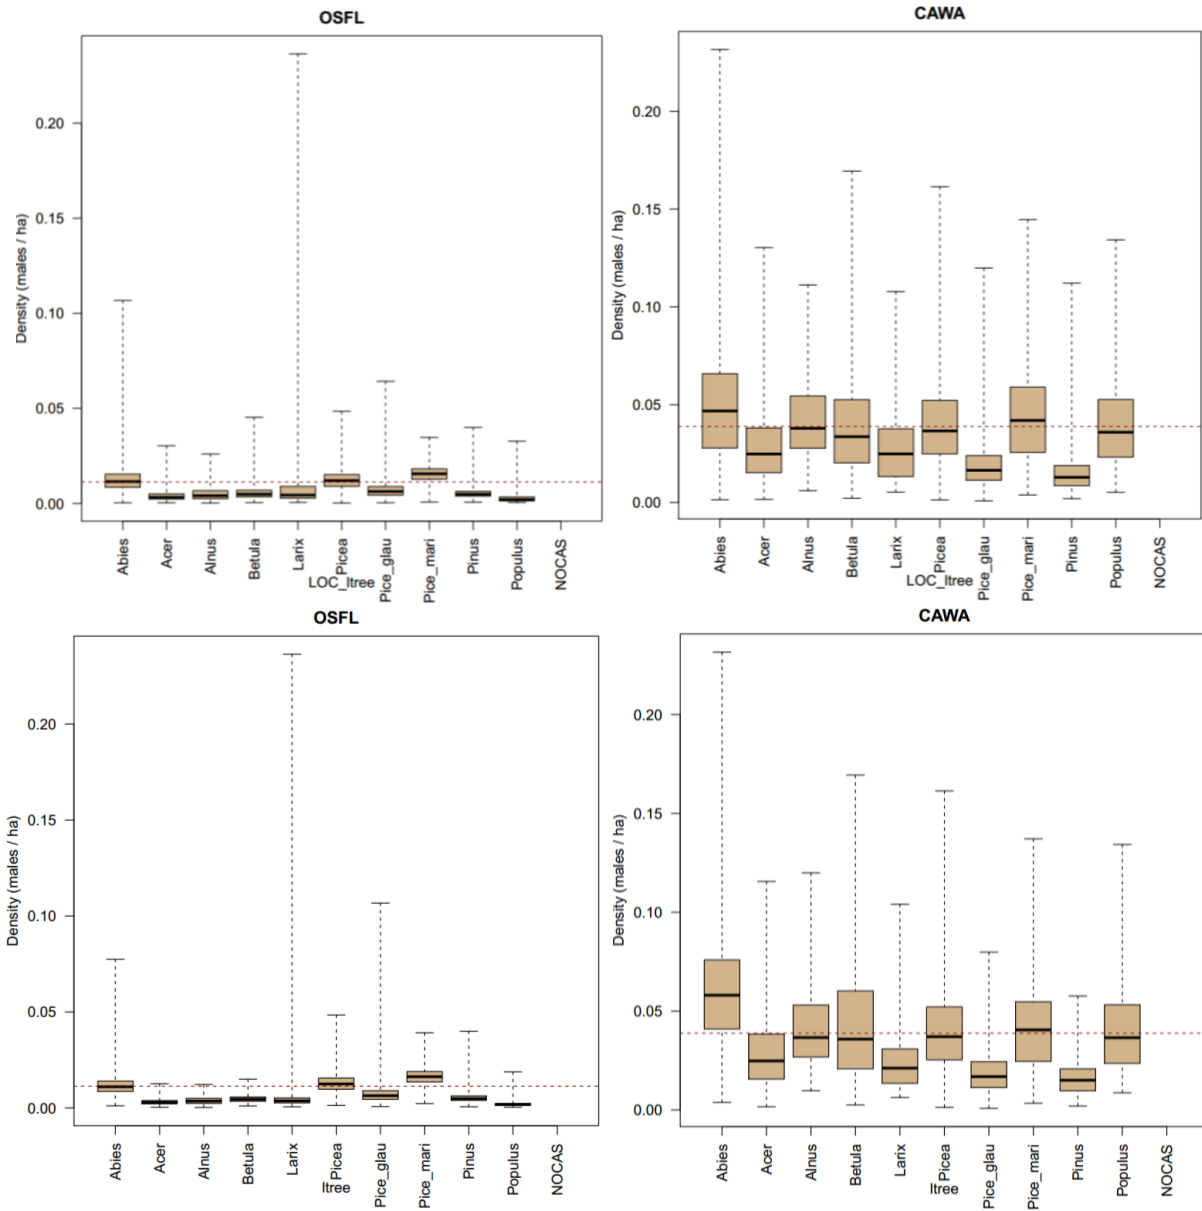 OSFL
Density (males / ha)
0.20
0.15
0.10
0.05
0.00
Abies
Acer
Alnus
Betula
Larix
Picea
Pice_glau
Pice_mari
Pinus
Populus
NOCAS
LOC_ltree
CAWA
Density (males / ha)
0.20
0.15
0.10
0.05
0.00
Abies
Acer
Alnus
Betula
Larix
Picea
Pice_glau
Pice_mari
Pinus
Populus
NOCAS
LOC_ltree
OSFL
Density (males / ha)
0.20
0.15
0.10
0.05
0.00
Abies
Acer
Alnus
Betula
Larix
Picea
Pice_glau
Pice_mari
Pinus
Populus
NOCAS
ltree
CAWA
Density (males / ha)
0.20
0.15
0.10
0.05
0.00
Abies
Acer
Alnus
Betula
Larix
Picea
Pice_glau
Pice_mari
Pinus
Populus
NOCAS
ltree